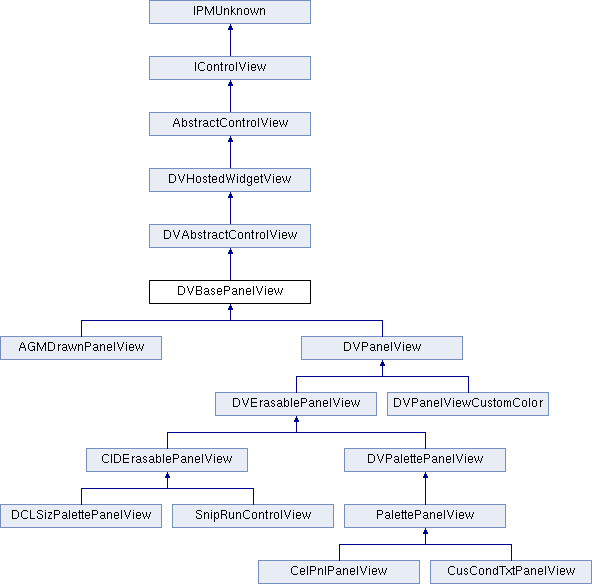 IPMUnknown
IControlView
AbstractControlView
DVHostedWidgetView
DVAbstractControlView
DVBasePanelView
AGMDrawnPanelView
DVPanelView
DVErasablePanelView
DVPanelViewCustomColor
CIDErasablePanelView
DVPalettePanelView
DCLSizPalettePanelView
SnipRunControlView
PalettePanelView
CelPnlPanelView
CusCondTxtPanelView